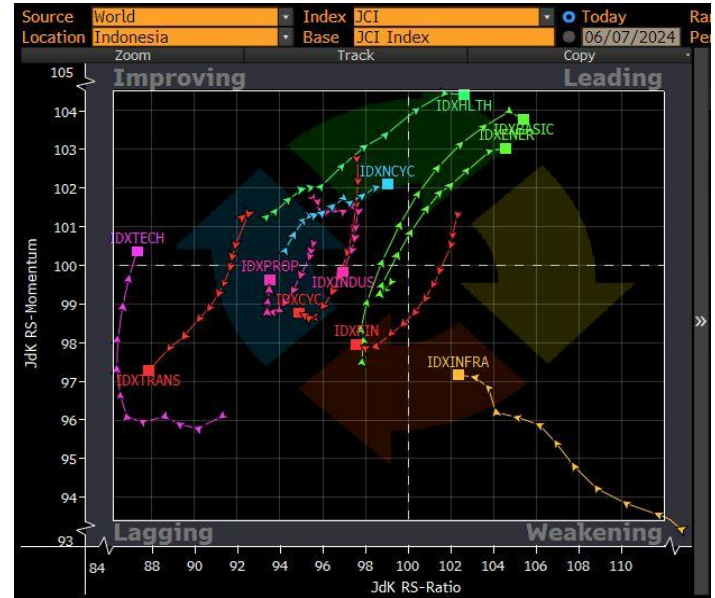 Source World Index JCI Today Ra
Location Indonesia Base JCI Index 06/07/2024 Pe
Zoom Track Copy
105
Improving Leading
104
IDXHLTH
IDXBASIC
103
IDXENER
IDXNCYC
102
101
IDXTECH
100
IDXPROP
IDXINDUS
99
IDXCYC
98
IDXFIN
IDXINFRA
97
IDXTRANS
96
95
94
Lagging Weakening
93
JdK RS-Momentum
84 88 90 92 94 96 98 100 102 104 106 108 110
JdK RS-Ratio
»